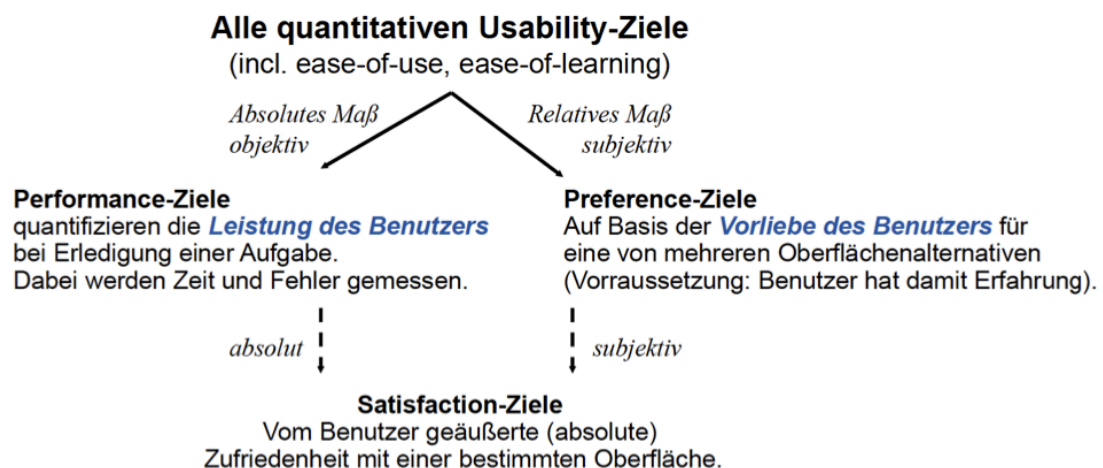 Alle quantitativen Usability-Ziele
(incl. ease-of-use, ease-of-learning)
Absolutes Maß
objektiv
Relatives Maß
subjektiv
Performance-Ziele
quantifizieren die Leistung des Benutzers
bei Erledigung einer Aufgabe.
Dabei werden Zeit und Fehler gemessen.
Preference-Ziele
Auf Basis der Vorliebe des Benutzers für
eine von mehreren Oberflächenalternativen
(Vorraussetzung: Benutzer hat damit Erfahrung).
absolut
subjektiv
Satisfaction-Ziele
Vom Benutzer geäußerte (absolute)
Zufriedenheit mit einer bestimmten Oberfläche.